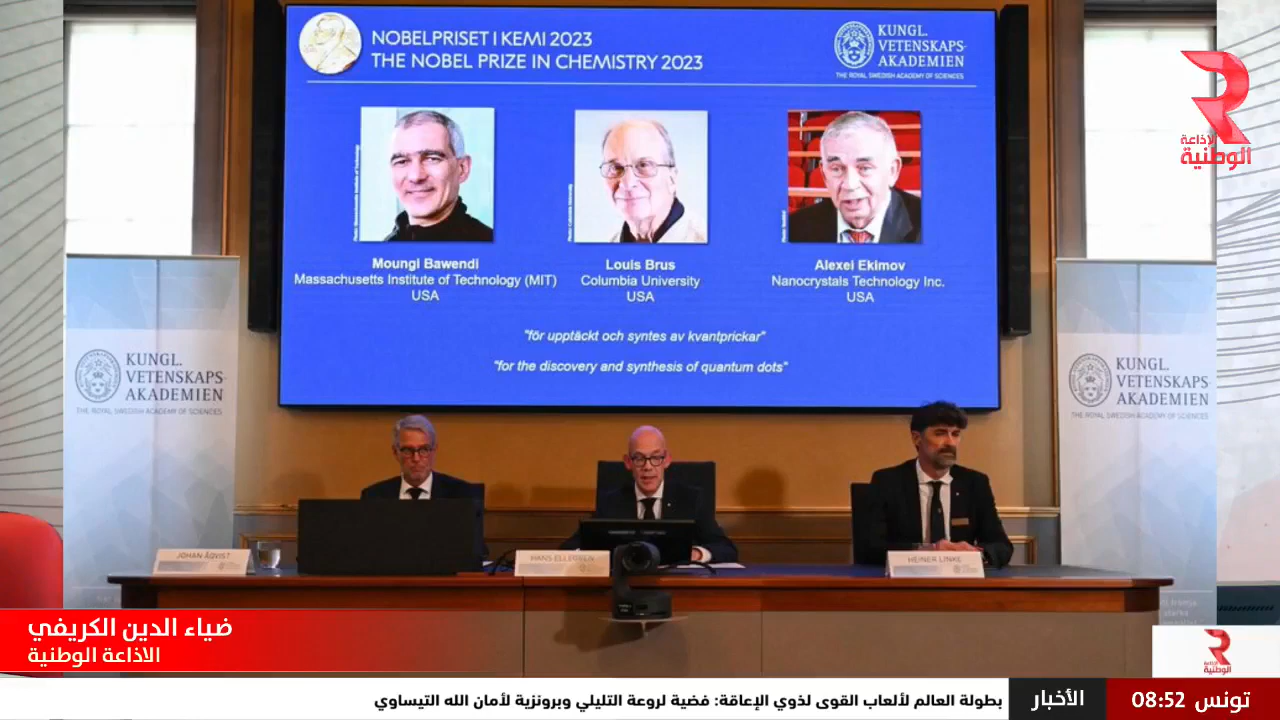 NOBELPRISET I KEMI 2023
THE NOBEL PRIZE IN CHEMISTRY 2023
KUNGL.
VETENSKAPS-
AKADEMIEN
THE ROYAL SWEDISH ACADEMY OF SCIENCES
الإذاعة
الوطنية
Moungi Bawendi
Massachusetts Institute of Technology (MIT)
USA
Louis Brus
Columbia University
USA
Alexei Ekimov
Nanocrystals Technology Inc.
USA
"för upptäckt och syntes av kvantprickar"
"for the discovery and synthesis of quantum dots"
KUNGL.
VETENSKAPS-
AKADEMIEN
THE ROYAL SWEDISH ACADEMY OF SCIENCES
KUNGL.
VETENSKAPS-
AKADEMIEN
THE ROYAL SWEDISH ACADEMY OF SCIENCES
JOHAN ÅQVIST
HANS ELLEGREN
HEINER LINKE
ضياء الدين الكريفي
الاذاعة الوطنية
الوطنية
تونس 08:52
الأخبار
بطولة العالم لألعاب القوى لذوي الإعاقة: فضية لروعة التليلي وبرونزية لأمان الله التيساوي